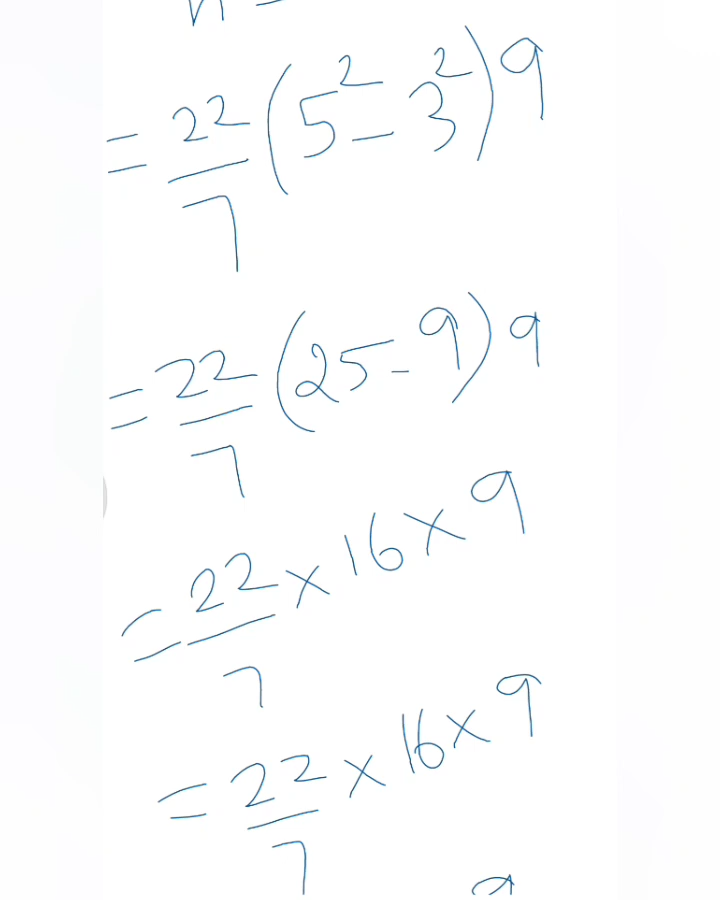 = 22/7 (5² - 3²) 9
= 22/7 (25 - 9) 9
= 22/7 × 16 × 9
= 22/7 × 16 × 9